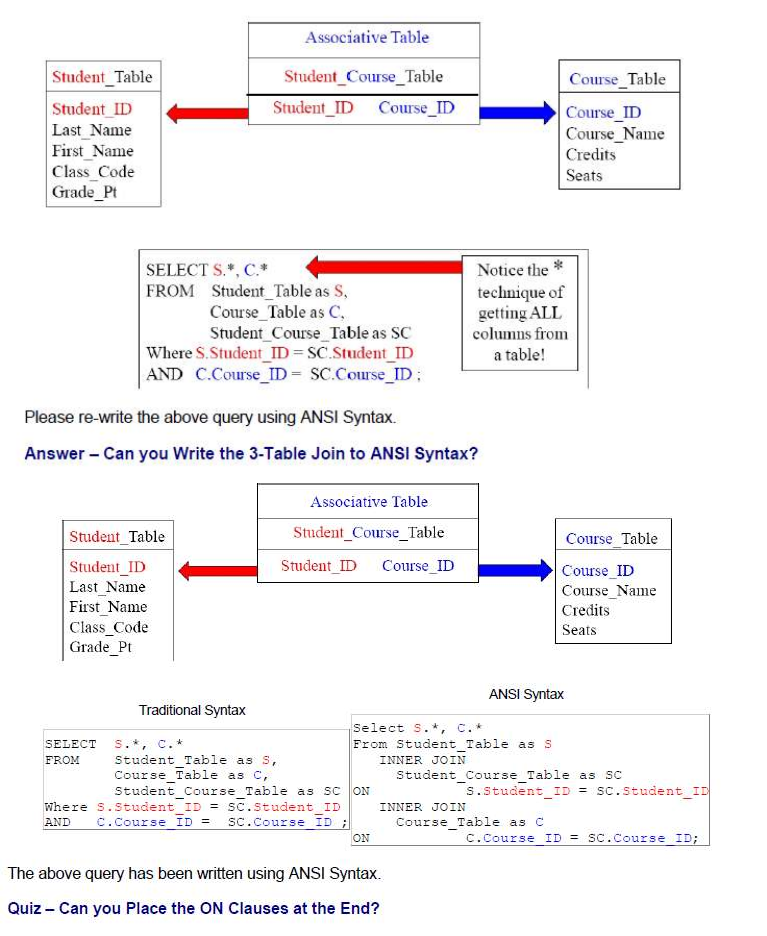 Associative Table
Student_Table
Student_Course_Table
Course_Table
Student_ID
Last_Name
First_Name
Class_Code
Grade_Pt
Student_ID Course_ID
Course_ID
Course_Name
Credits
Seats
SELECT S.*, C.*
FROM Student_Table as S,
Course_Table as C,
Student_Course_Table as SC
Where S.Student_ID = SC.Student_ID
AND C.Course_ID = SC.Course_ID ;
Notice the *
technique of
getting ALL
columns from
a table!
Please re-write the above query using ANSI Syntax.
Answer – Can you Write the 3-Table Join to ANSI Syntax?
Associative Table
Student_Table
Student_Course_Table
Course_Table
Student_ID
Last_Name
First_Name
Class_Code
Grade_Pt
Student_ID Course_ID
Course_ID
Course_Name
Credits
Seats
Traditional Syntax
SELECT S.*, C.*
FROM Student_Table as S,
Course_Table as C,
Student_Course_Table as SC
Where S.Student_ID = SC.Student_ID
AND C.Course_ID = SC.Course_ID ;
ANSI Syntax
Select S.*, C.*
From Student_Table as S
INNER JOIN
Student_Course_Table as SC
ON S.Student_ID = SC.Student_ID
INNER JOIN
Course_Table as C
ON C.Course_ID = SC.Course_ID;
The above query has been written using ANSI Syntax.
Quiz – Can you Place the ON Clauses at the End?